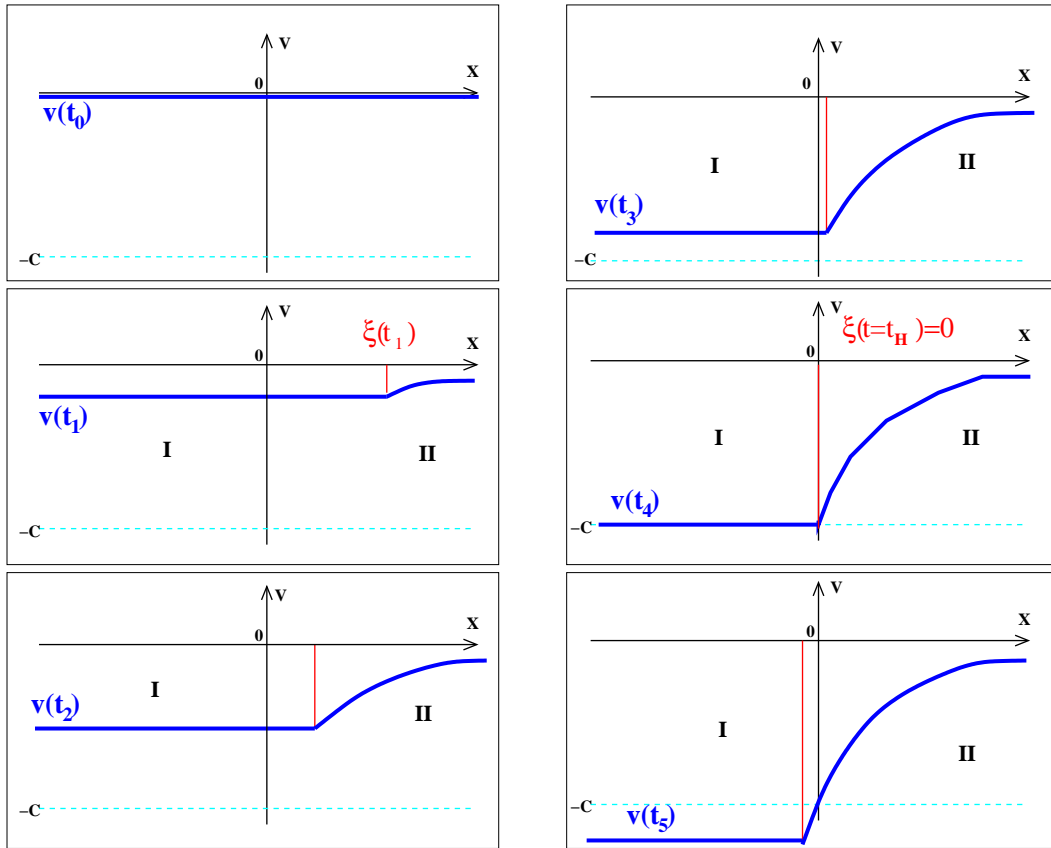 V
X
0
v(t₀)
−C
V
ξ(t₁)
X
0
v(t₁)
I
II
−C
V
X
0
I
v(t₂)
II
−C
V
X
0
I
II
v(t₃)
−C
V
ξ(t=t_H)=0
X
0
I
II
v(t₄)
−C
V
X
0
I
II
−C
v(t₅)